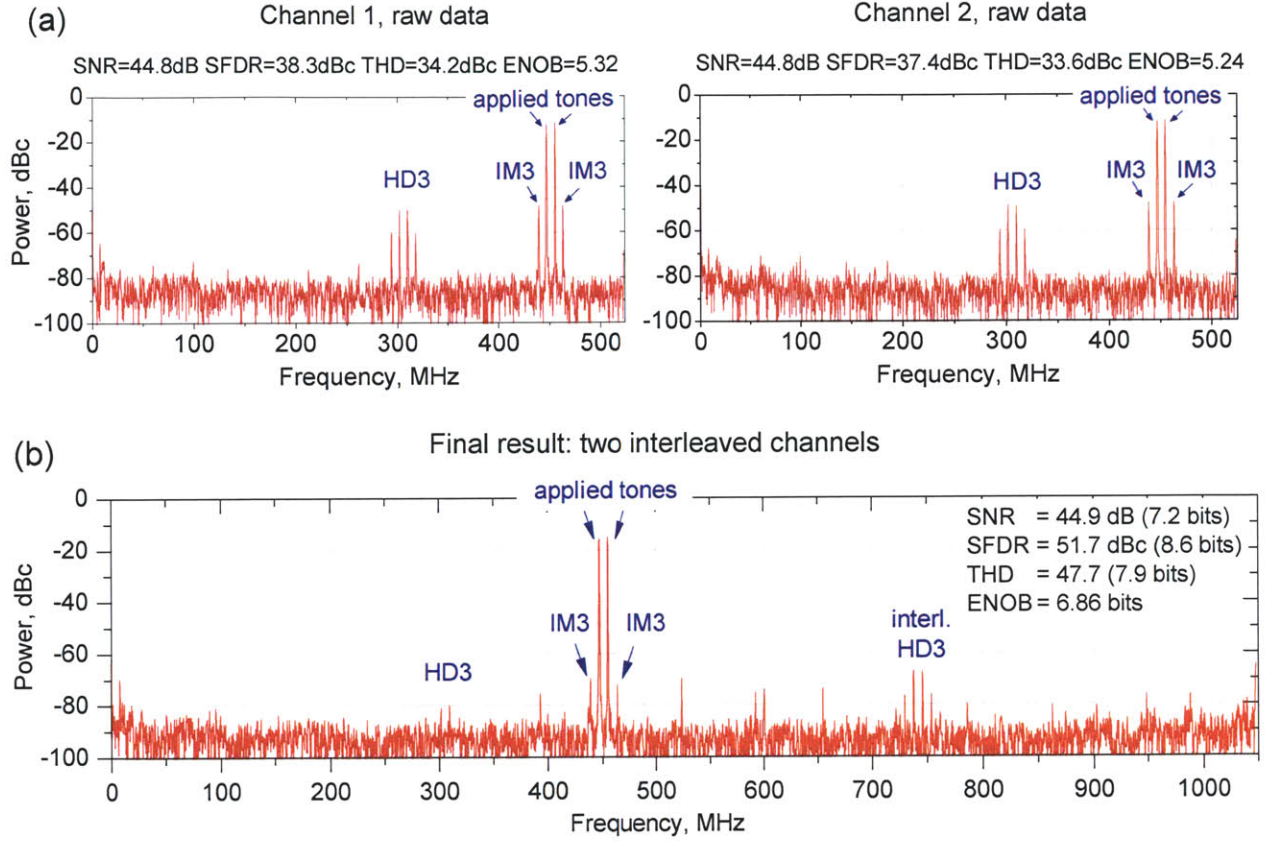 (a)
Channel 1, raw data
SNR=44.8dB SFDR=38.3dBc THD=34.2dBc ENOB=5.32
applied tones
IM3
IM3
HD3
Power, dBc
0
-20
-40
-60
-80
-100
0
100
200
300
400
500
Frequency, MHz
Channel 2, raw data
SNR=44.8dB SFDR=37.4dBc THD=33.6dBc ENOB=5.24
applied tones
IM3
IM3
HD3
0
-20
-40
-60
-80
-100
0
100
200
300
400
500
Frequency, MHz
(b)
Final result: two interleaved channels
applied tones
SNR = 44.9 dB (7.2 bits)
SFDR = 51.7 dBc (8.6 bits)
THD = 47.7 (7.9 bits)
ENOB = 6.86 bits
IM3
IM3
interl.
HD3
HD3
Power, dBc
0
-20
-40
-60
-80
-100
0
100
200
300
400
500
600
700
800
900
1000
Frequency, MHz